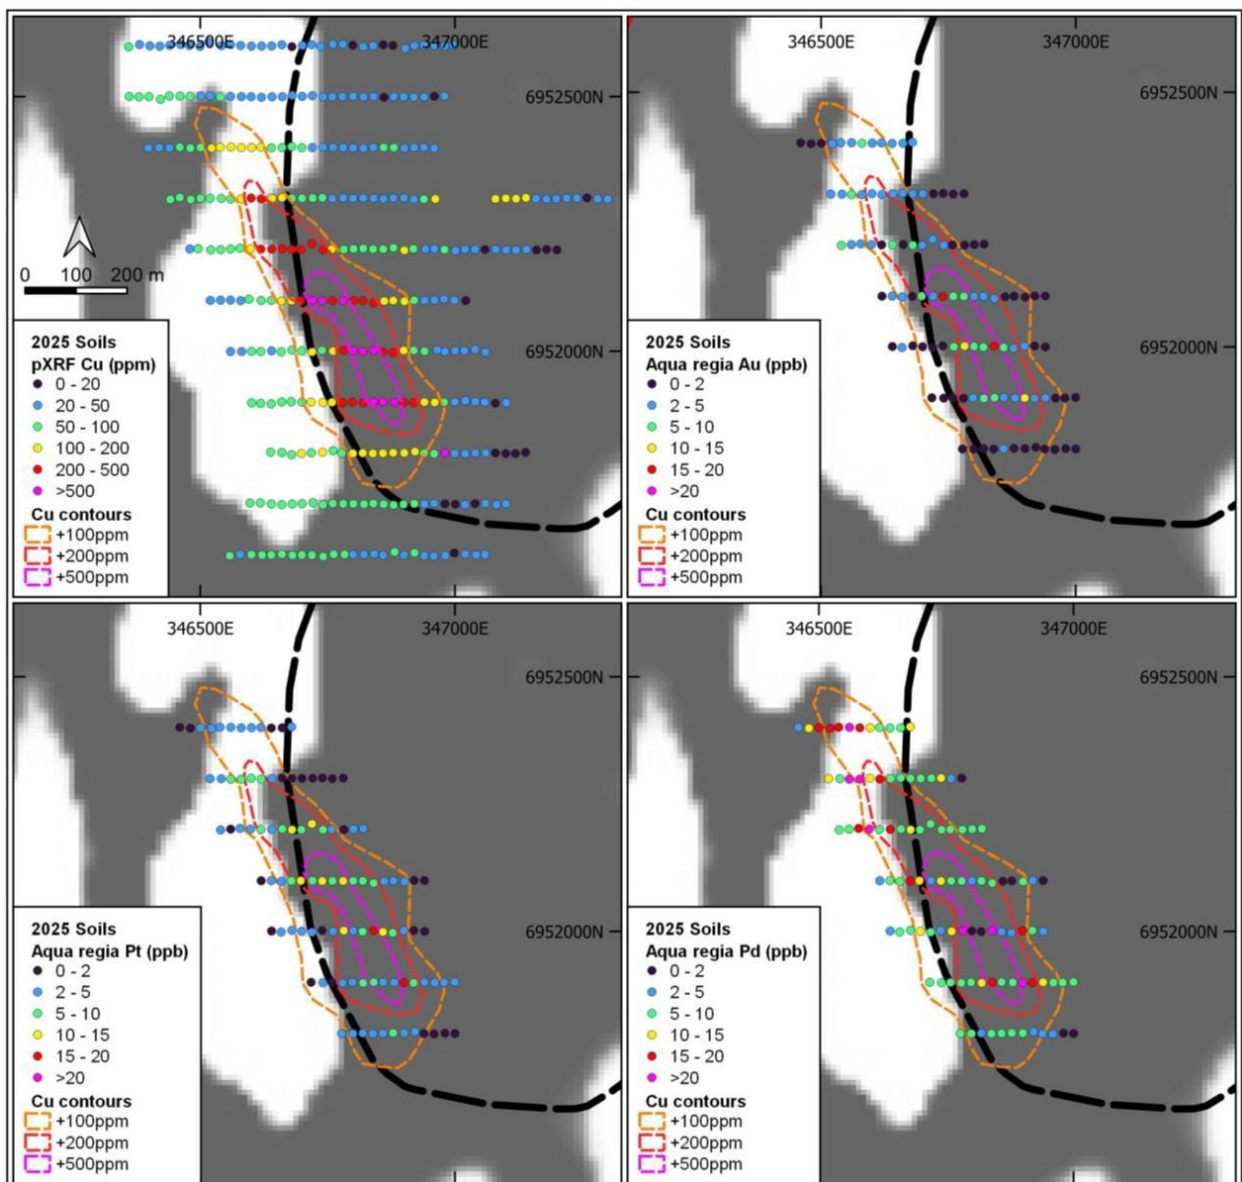 346500E 347000E
6952500N
0 100 200 m
2025 Soils
pXRF Cu (ppm)
0 - 20
20 - 50
50 - 100
100 - 200
200 - 500
>500
Cu contours
+100ppm
+200ppm
+500ppm
6952000N
346500E 347000E
6952500N
2025 Soils
Aqua regia Au (ppb)
0 - 2
2 - 5
5 - 10
10 - 15
15 - 20
>20
Cu contours
+100ppm
+200ppm
+500ppm
6952000N
346500E 347000E
6952500N
2025 Soils
Aqua regia Pt (ppb)
0 - 2
2 - 5
5 - 10
10 - 15
15 - 20
>20
Cu contours
+100ppm
+200ppm
+500ppm
6952000N
346500E 347000E
6952500N
2025 Soils
Aqua regia Pd (ppb)
0 - 2
2 - 5
5 - 10
10 - 15
15 - 20
>20
Cu contours
+100ppm
+200ppm
+500ppm
6952000N